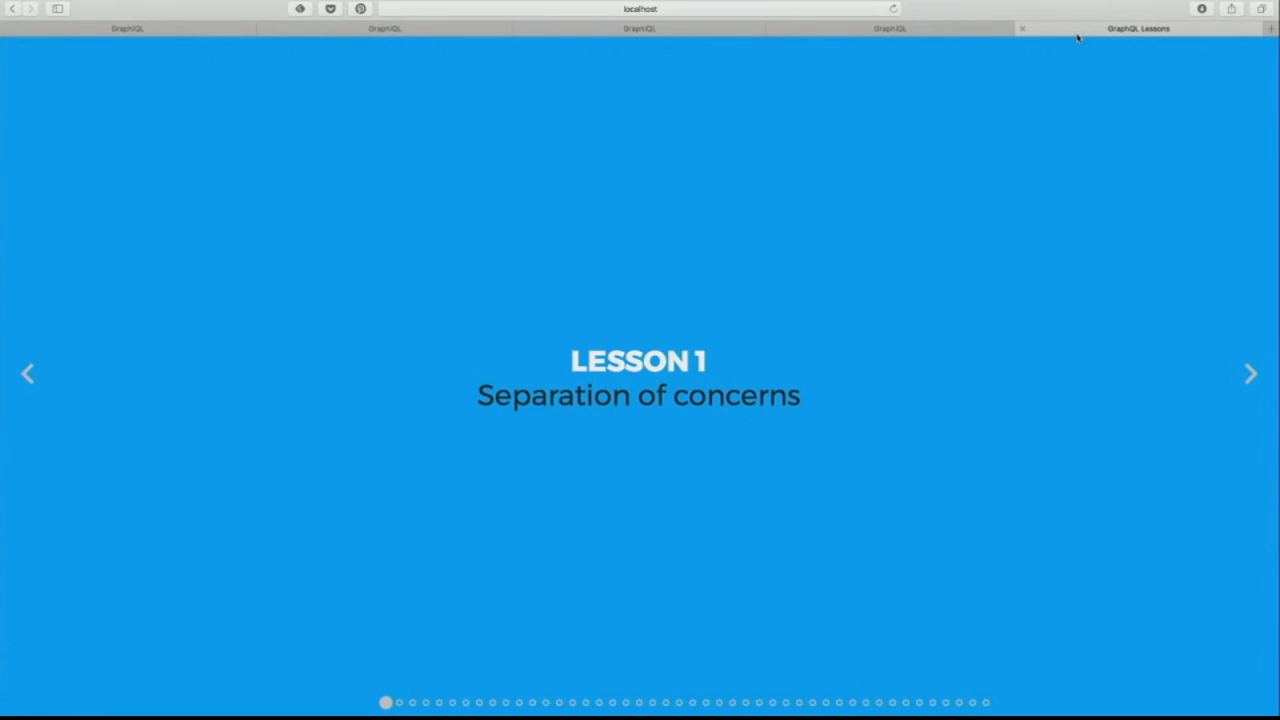 localhost
GraphiQL
GraphiQL
GraphiQL
GraphiQL
GraphQL Lessons
LESSON 1
Separation of concerns